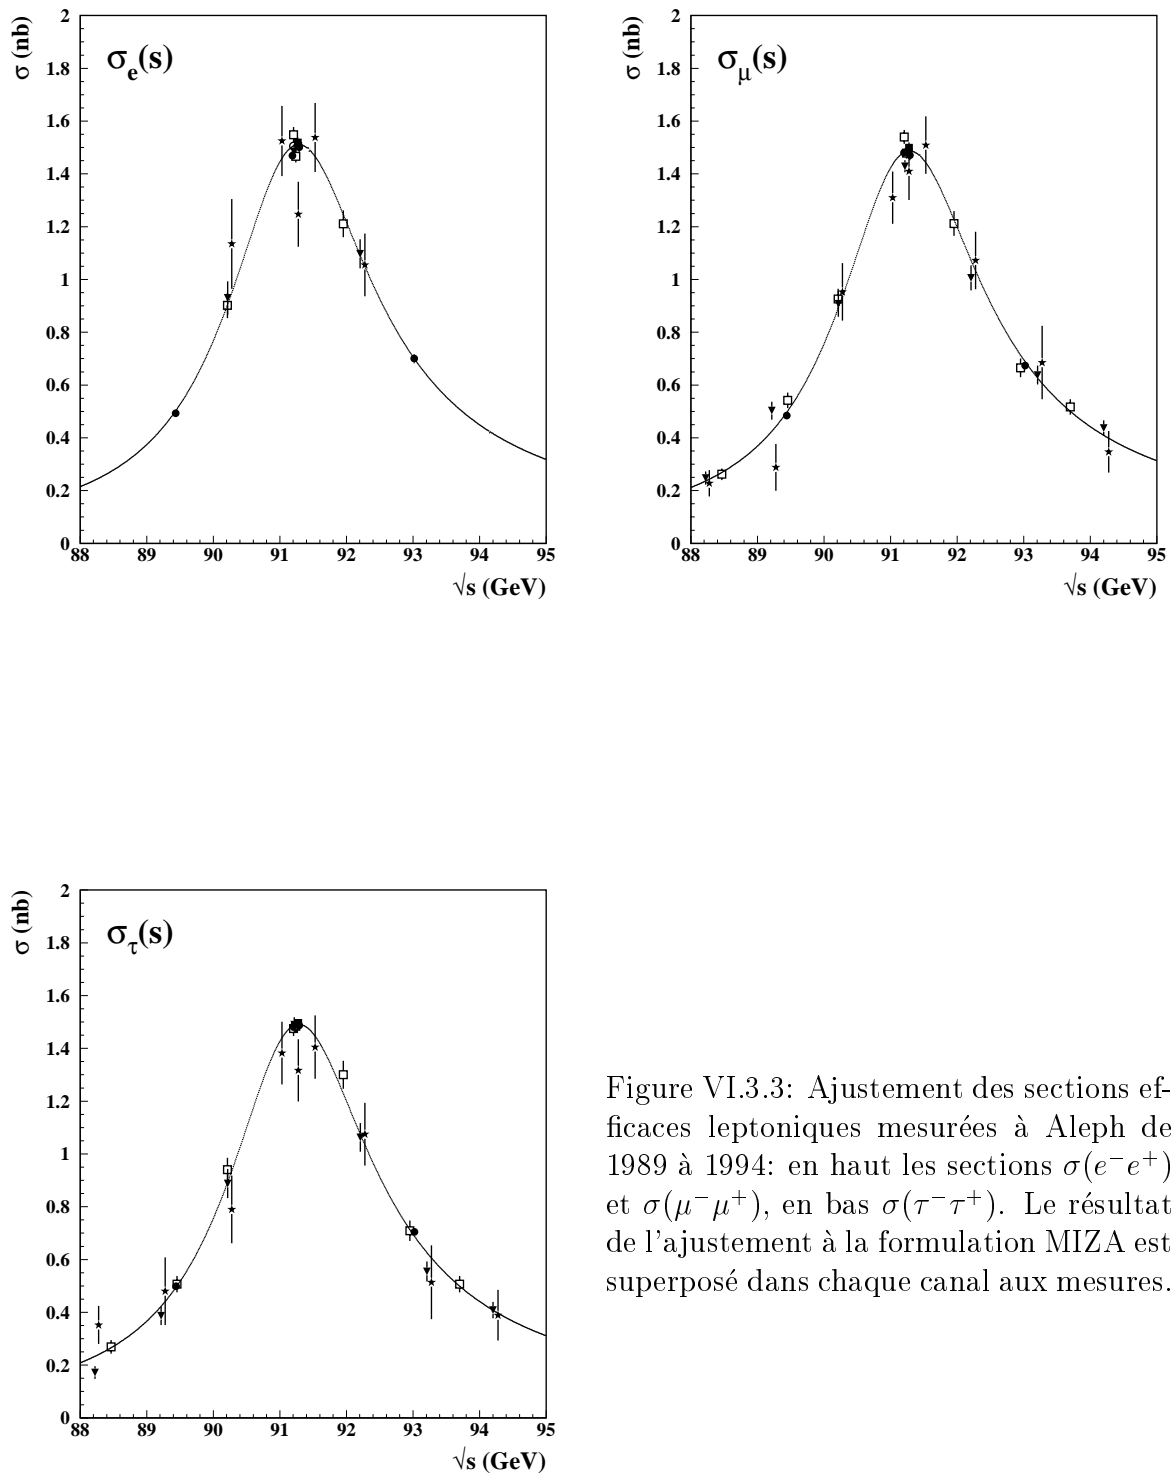 σ (nb)
σe(s)
2
1.8
1.6
1.4
1.2
1
0.8
0.6
0.4
0.2
0
88 89 90 91 92 93 94 95
√s (GeV)
σ (nb)
σμ(s)
2
1.8
1.6
1.4
1.2
1
0.8
0.6
0.4
0.2
0
88 89 90 91 92 93 94 95
√s (GeV)
σ (nb)
στ(s)
2
1.8
1.6
1.4
1.2
1
0.8
0.6
0.4
0.2
0
88 89 90 91 92 93 94 95
√s (GeV)
Figure VI.3.3: Ajustement des sections ef-
ficaces leptoniques mesurées à Aleph de
1989 à 1994: en haut les sections σ(e⁻e⁺)
et σ(μ⁻μ⁺), en bas σ(τ⁻τ⁺). Le résultat
de l'ajustement à la formulation MIZA est
superposé dans chaque canal aux mesures.